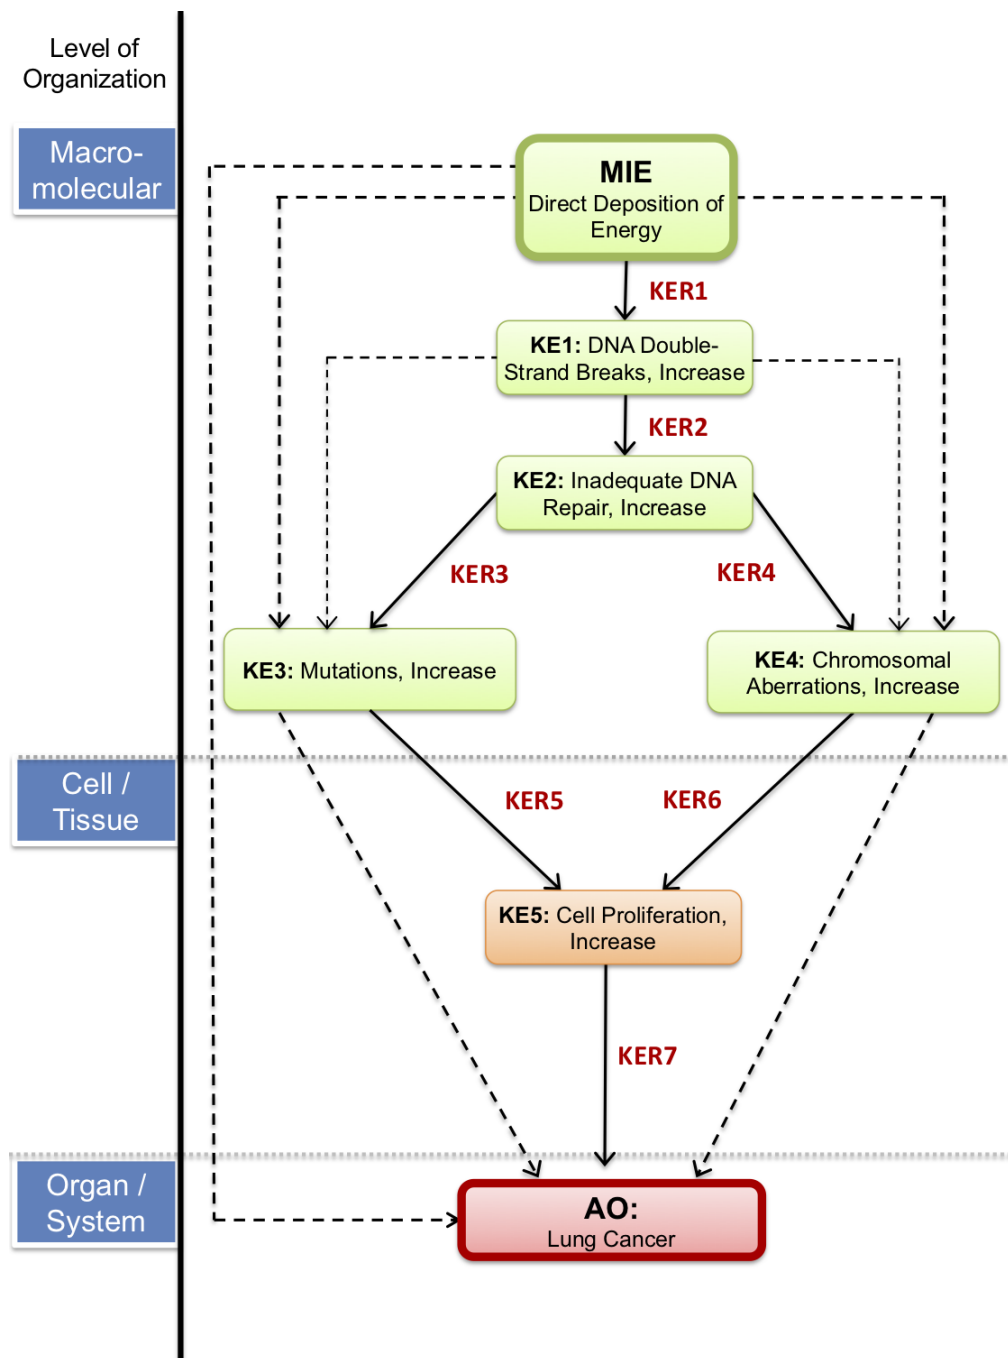 Level of
Organization
Macro-
molecular
MIE
Direct Deposition of
Energy
KER1
KE1: DNA Double-
Strand Breaks, Increase
KER2
KE2: Inadequate DNA
Repair, Increase
KER3
KER4
KE3: Mutations, Increase
KE4: Chromosomal
Aberrations, Increase
Cell /
Tissue
KER5
KER6
KE5: Cell Proliferation,
Increase
KER7
Organ /
System
AO:
Lung Cancer